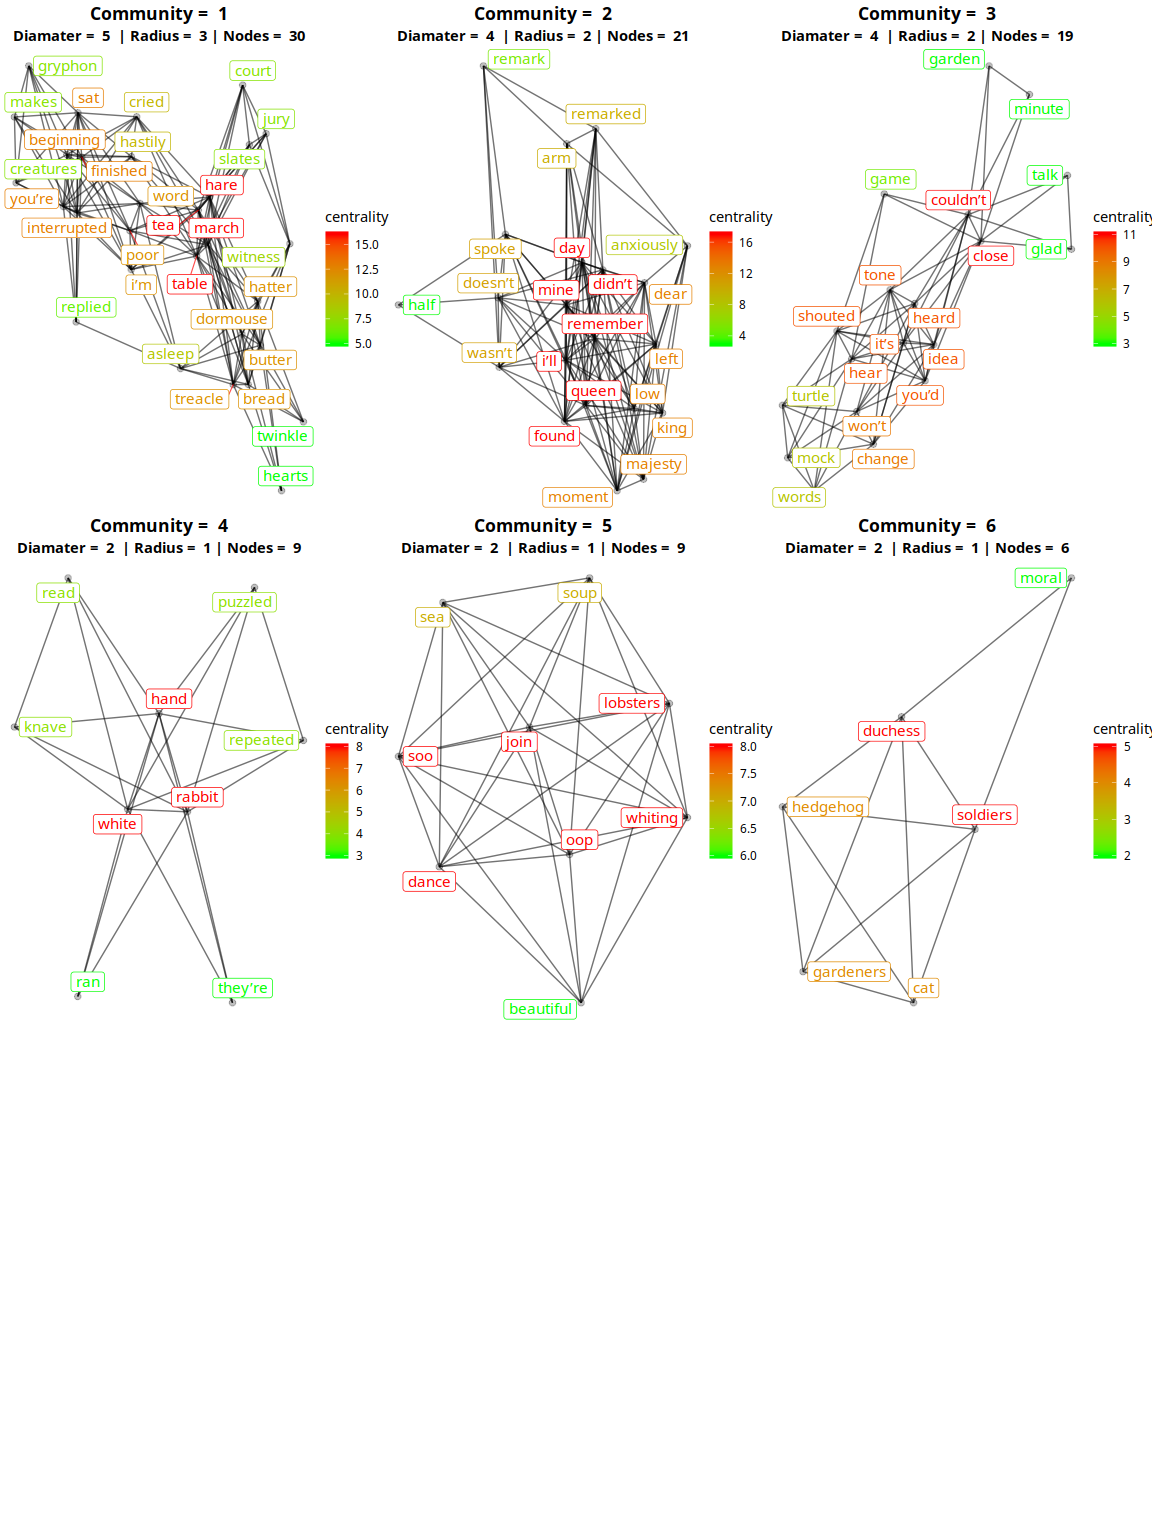 Community =  1
Diamater =  5  | Radius =  3 | Nodes =  30
gryphon
court
makes
sat
cried
jury
beginning
hastily
slates
creatures
finished
hare
you're
word
interrupted
tea
march
poor
witness
i'm
table
hatter
replied
dormouse
asleep
butter
treacle
bread
twinkle
hearts
centrality
15.0
12.5
10.0
7.5
5.0
Community =  2
Diamater =  4  | Radius =  2 | Nodes =  21
remark
remarked
arm
spoke
day
anxiously
doesn't
mine
didn't
dear
half
remember
wasn't
i'll
left
queen
low
found
king
majesty
moment
centrality
16
12
8
4
Community =  3
Diamater =  4  | Radius =  2 | Nodes =  19
garden
minute
game
talk
couldn't
close
glad
tone
shouted
heard
it's
idea
hear
turtle
you'd
won't
mock
change
words
centrality
11
9
7
5
3
Community =  4
Diamater =  2  | Radius =  1 | Nodes =  9
read
puzzled
hand
knave
repeated
rabbit
white
ran
they're
centrality
8
7
6
5
4
3
Community =  5
Diamater =  2  | Radius =  1 | Nodes =  9
soup
sea
lobsters
join
soo
whiting
oop
dance
beautiful
centrality
8.0
7.5
7.0
6.5
6.0
Community =  6
Diamater =  2  | Radius =  1 | Nodes =  6
moral
duchess
hedgehog
soldiers
gardeners
cat
centrality
5
4
3
2